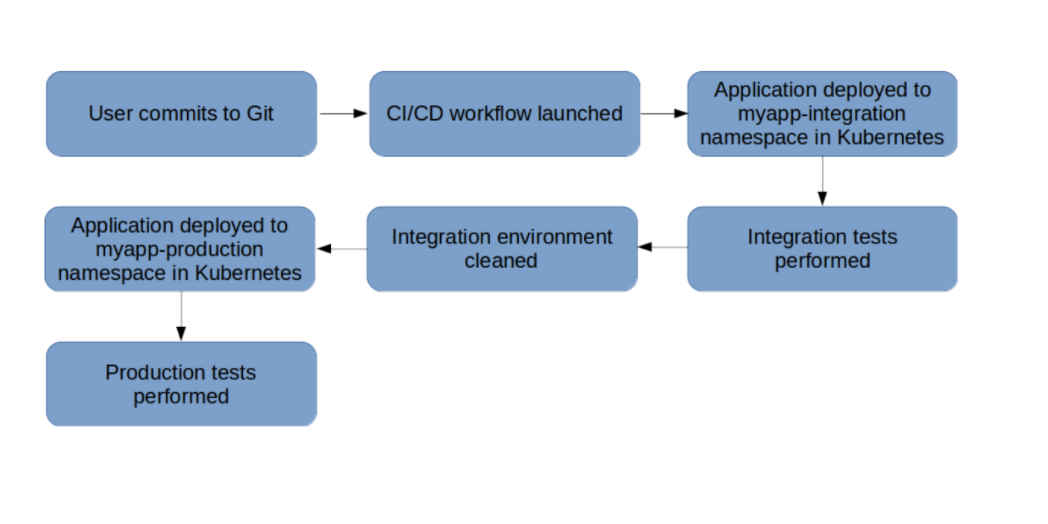 User commits to Git
CI/CD workflow launched
Application deployed to
myapp-integration
namespace in Kubernetes
Integration tests
performed
Integration environment
cleaned
Application deployed to
myapp-production
namespace in Kubernetes
Production tests
performed